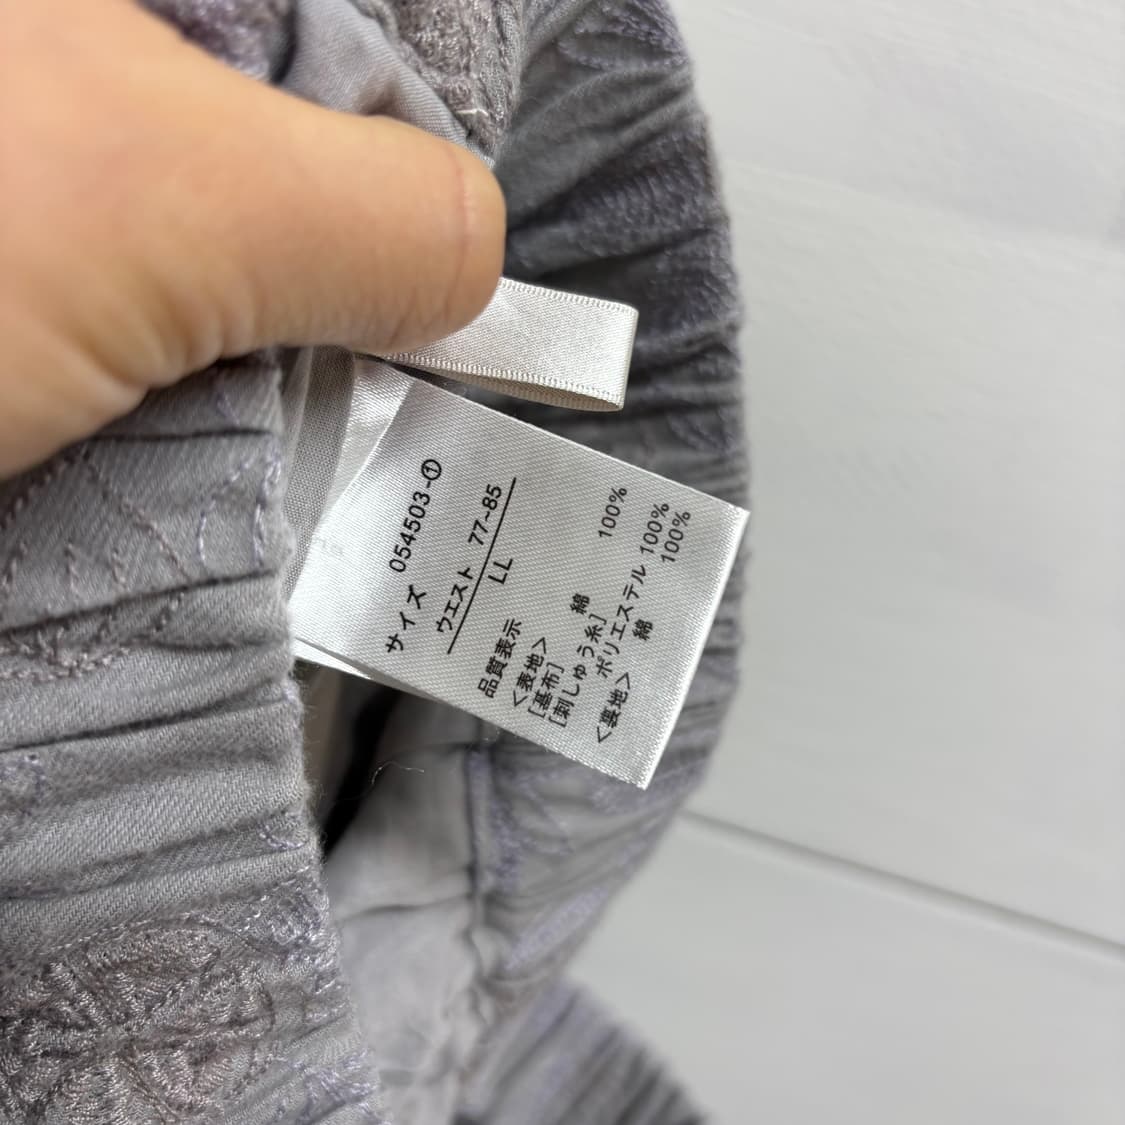 054503-①
サイズ
ウエスト 77~85
LL
品質表示
<表地>
[基布] 綿 100%
[刺しゅう糸]
ポリエステル 100%
<裏地> 綿 100%